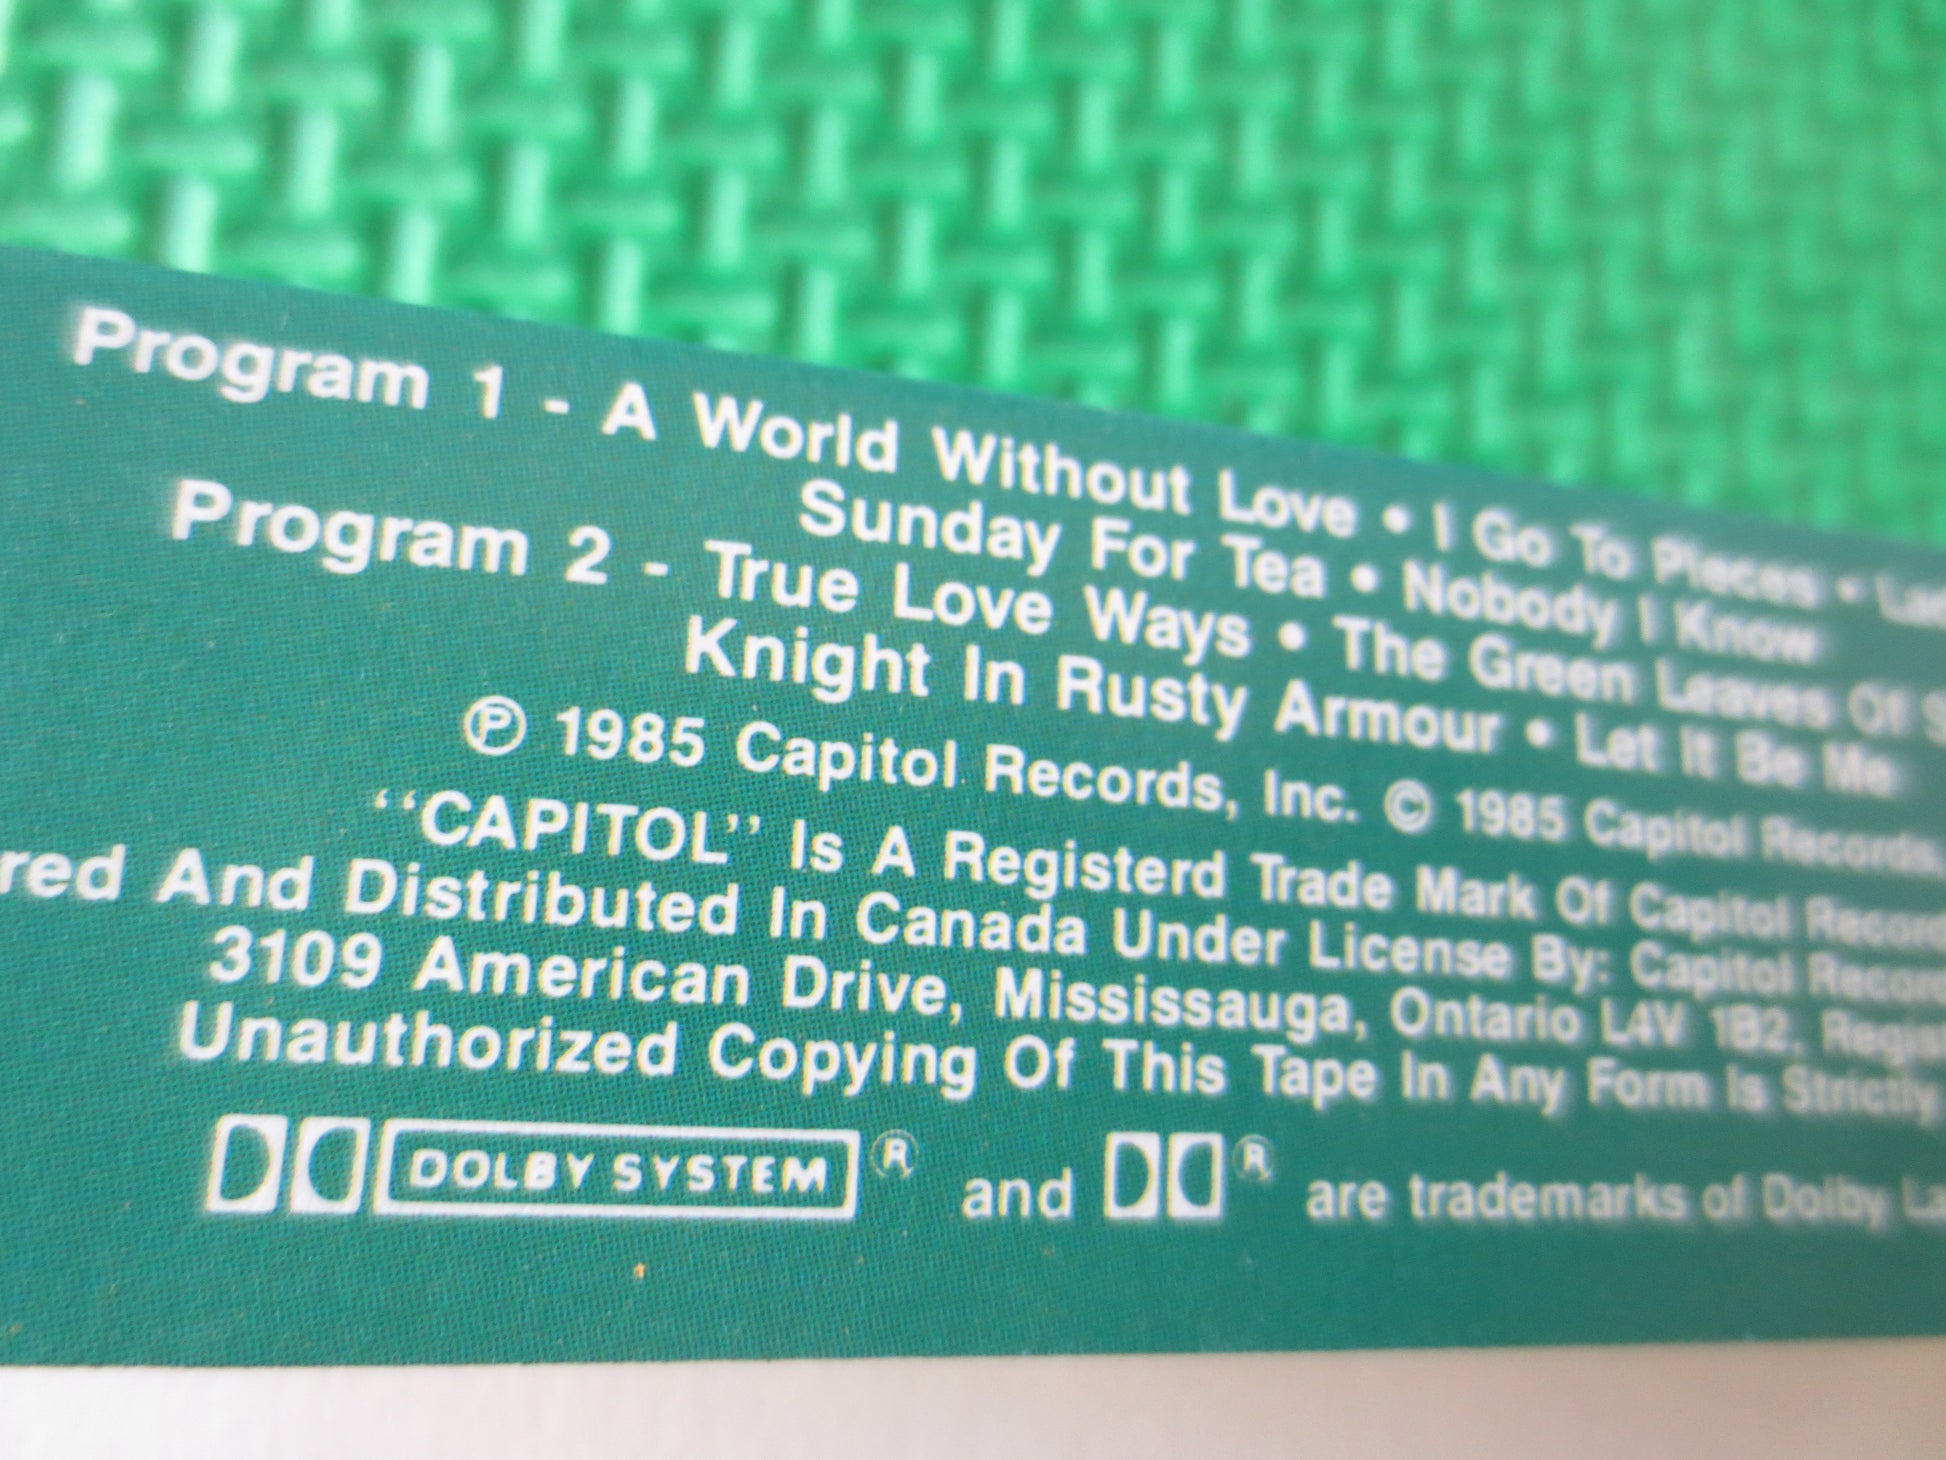 Program 1 - A World Without Love • I Go To Pieces •
Sunday For Tea • Nobody I Know
Program 2 - True Love Ways • The Green Leaves Of
Knight In Rusty Armour • Let It Be Me
Ⓟ 1985 Capitol Records, Inc. © 1985 Capitol Records,
“CAPITOL” Is A Registerd Trade Mark Of Capitol
red And Distributed In Canada Under License By: Capitol
3109 American Drive, Mississauga, Ontario L4V 1B2.
Unauthorized Copying Of This Tape In Any Form Is Strictly
DOLBY SYSTEM ® and ® are trademarks of Dolby